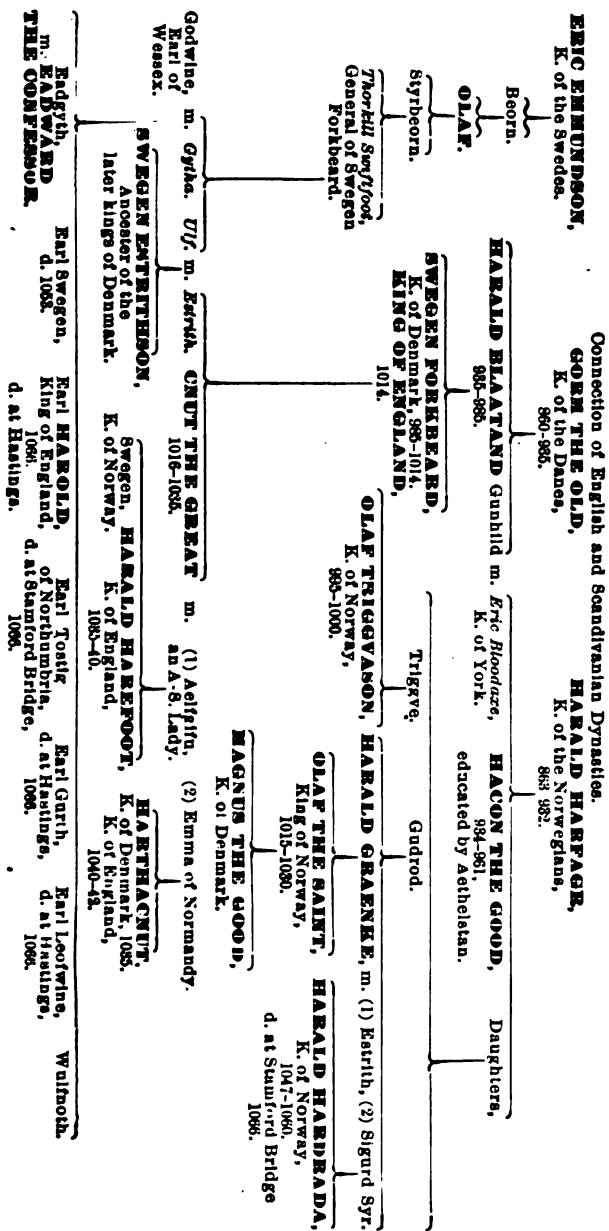 Connection of English and Scandivanian Dynasties.
ERIC EMMUNDSON,
K. of the Swedes.
GORM THE OLD,
K. of the Danes,
860-935.
HARALD HARFAGR,
K. of the Norwegians,
863-932.
Beorn.
OLAF.
Styrbeorn.
Thorkill Swiftfoot,
General of Swegen
Forkbeard.
HARALD BLAATAND
935-985.
Gunhild m. Eric Bloodaxe,
K. of York.
HACON THE GOOD,
934-961,
educated by Aethelstan.
Daughters,
SWEGEN FORKBEARD,
K. of Denmark, 985-1014.
KING OF ENGLAND,
1014.
Triggve.
Gudrod.
OLAF TRIGGVASON,
K. of Norway,
995-1000.
HARALD GRAENKE, m. (1) Estrith, (2) Sigurd Syr.
OLAF THE SAINT,
King of Norway,
1015-1030.
HARALD HARDRADA,
K. of Norway,
1047-1060.
d. at Stamford Bridge
1066.
MAGNUS THE GOOD,
K. of Denmark.
Godwine,
Earl of
Wessex.
m. Gytha. Ulf. m. Estrith. CNUT THE GREAT
1016-1035.
m. (1) Aelfgifu,
an A-S. Lady.
(2) Emma of Normandy.
SWEGEN ESTRITHSON,
Ancester of the
later kings of Denmark.
Swegen,
K. of Norway.
HARALD HAREFOOT,
K. of England,
1035-40.
HARTHACNUT.
K. of Denmark, 1035.
K. of England,
1040-42.
Eadgyth,
m. EADWARD
THE CONFESSOR.
Earl Swegen,
d. 1053.
Earl HAROLD,
King of England,
1066.
d. at Hastings.
Earl Tostig
of Northumbria,
d. at Stamford Bridge,
1066.
Earl Gurth,
d. at Hastings,
1066.
Earl Leofwine,
d. at Hastings,
1066.
Wulfnoth.